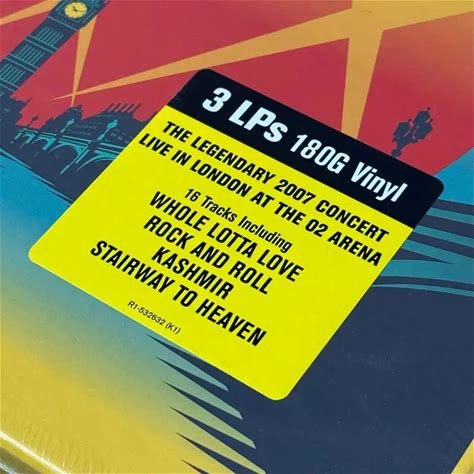 3 LPs 180G Vinyl
THE LEGENDARY 2007 CONCERT
LIVE IN LONDON AT THE O2 ARENA
16 Tracks Including
WHOLE LOTTA LOVE
ROCK AND ROLL
KASHMIR
STAIRWAY TO HEAVEN
R1-532632 (K1)